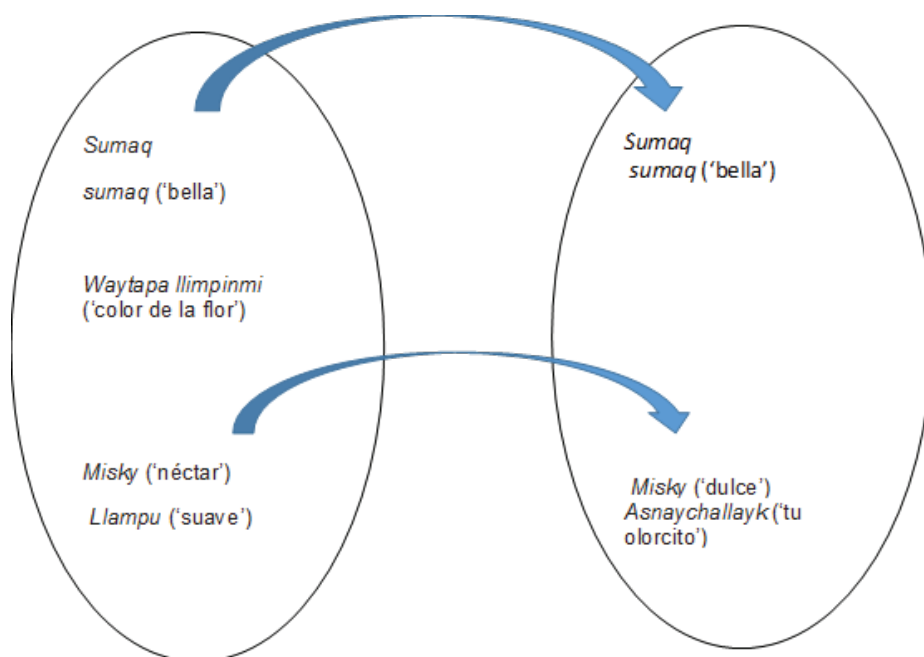 Sumaq
sumaq (‘bella’)
Waytapa llimpinmi
(‘color de la flor’)
Misky (‘néctar’)
Llampu (‘suave’)
Sumaq
sumaq (‘bella’)
Misky (‘dulce’)
Asnaychallayk (‘tu
olorcito’)